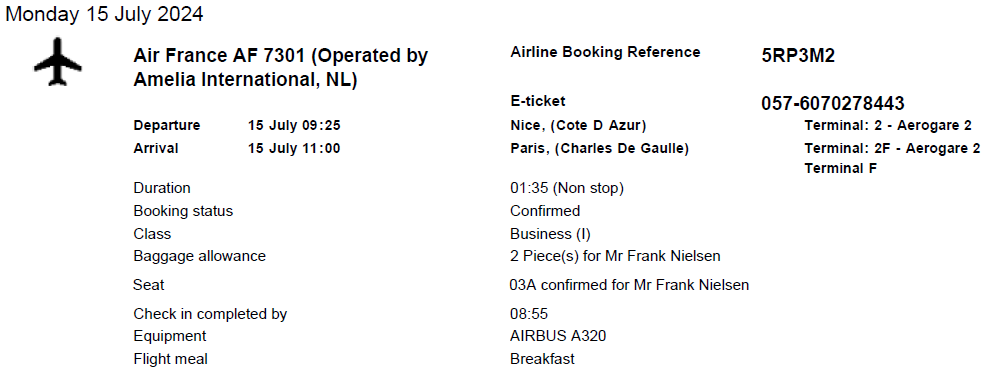 Monday 15 July 2024
Air France AF 7301 (Operated by Amelia International, NL)
Airline Booking Reference 5RP3M2
E-ticket 057-6070278443
Departure 15 July 09:25 Nice, (Cote D Azur) Terminal: 2 - Aerogare 2
Arrival 15 July 11:00 Paris, (Charles De Gaulle) Terminal: 2F - Aerogare 2 Terminal F
Duration 01:35 (Non stop)
Booking status Confirmed
Class Business (I)
Baggage allowance 2 Piece(s) for Mr Frank Nielsen
Seat 03A confirmed for Mr Frank Nielsen
Check in completed by 08:55
Equipment AIRBUS A320
Flight meal Breakfast